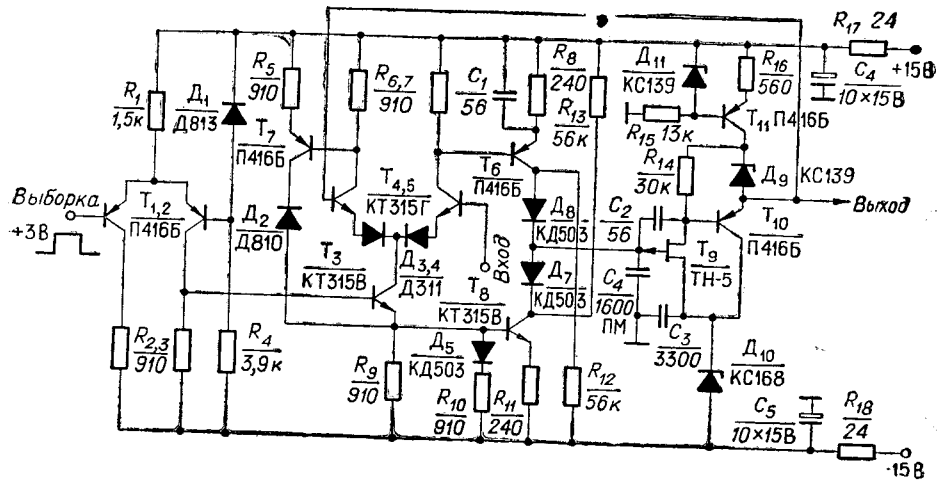 R17 24
+15В
R5
910
R6,7
910
C1
56
R8
240
Д11
КС139
R16
560
C4
10×15В
R1
1,5к
Д1
Д813
R13
56к
T7
П416Б
R15 13к
T11 П416Б
T6
П416Б
R14
30к
Д9
КС139
Выборка
+3В
T1,2
П416Б
Д2
Д810
T4,5
КТ315Г
Д8
КД503
C2
56
Выход
T10
П416Б
T3
КТ315В
Д3,4
Д311
Вход
T8
КТ315В
Д7
КД503
T9
ТН-5
C4
1600
ПМ
C3
3300
R2,3
910
R4
3,9к
R9
910
Д5
КД503
R10
910
R11
240
R12
56к
Д10
КС168
C5
10×15В
R18
24
-15В